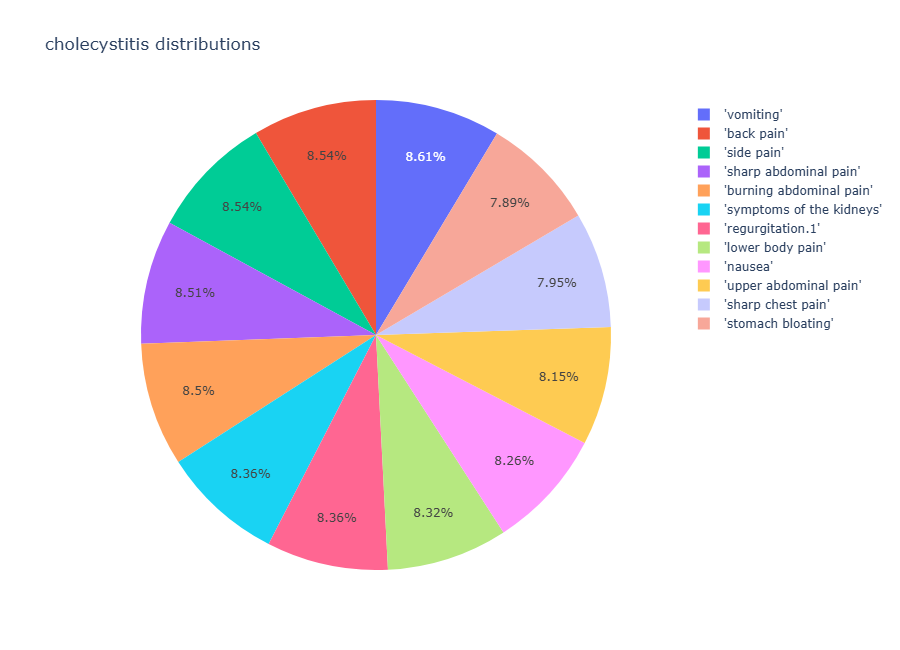 cholecystitis distributions
8.54%
8.61%
8.54%
7.89%
8.51%
7.95%
8.5%
8.15%
8.36%
8.26%
8.36%
8.32%
'vomiting'
'back pain'
'side pain'
'sharp abdominal pain'
'burning abdominal pain'
'symptoms of the kidneys'
'regurgitation.1'
'lower body pain'
'nausea'
'upper abdominal pain'
'sharp chest pain'
'stomach bloating'